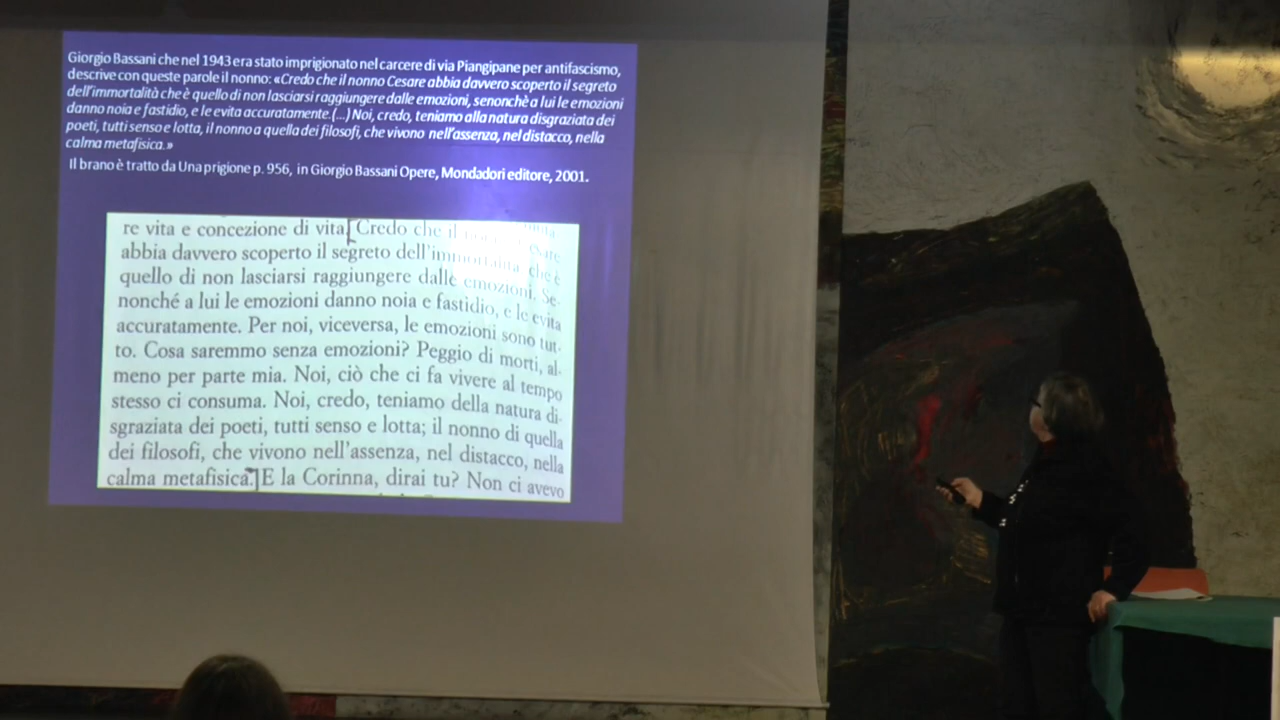 Giorgio Bassani che nel 1943 era stato imprigionato nel carcere di via Piangipane per antifascismo,
descrive con queste parole il nonno: «Credo che il nonno Cesare abbia davvero scoperto il segreto
dell'immortalità che è quello di non lasciarsi raggiungere dalle emozioni, senonchè a lui le emozioni
danno noia e fastidio, e le evita accuratamente.(...) Noi, credo, teniamo alla natura disgraziata dei
poeti, tutti senso e lotta, il nonno a quella dei filosofi, che vivono nell'assenza, nel distacco, nella
calma metafisica.»
Il brano è tratto da Una prigione p. 956, in Giorgio Bassani Opere, Mondadori editore, 2001.
re vita e concezione di vita. [Credo che il
abbia davvero scoperto il segreto dell'immortalità che è
quello di non lasciarsi raggiungere dalle emozioni. Se-
nonché a lui le emozioni danno noia e fastidio, e le evita
accuratamente. Per noi, viceversa, le emozioni sono tut-
to. Cosa saremmo senza emozioni? Peggio di morti, al-
meno per parte mia. Noi, ciò che ci fa vivere al tempo
stesso ci consuma. Noi, credo, teniamo della natura di-
sgraziata dei poeti, tutti senso e lotta; il nonno di quella
dei filosofi, che vivono nell'assenza, nel distacco, nella
calma metafisica.] E la Corinna, dirai tu? Non ci avevo